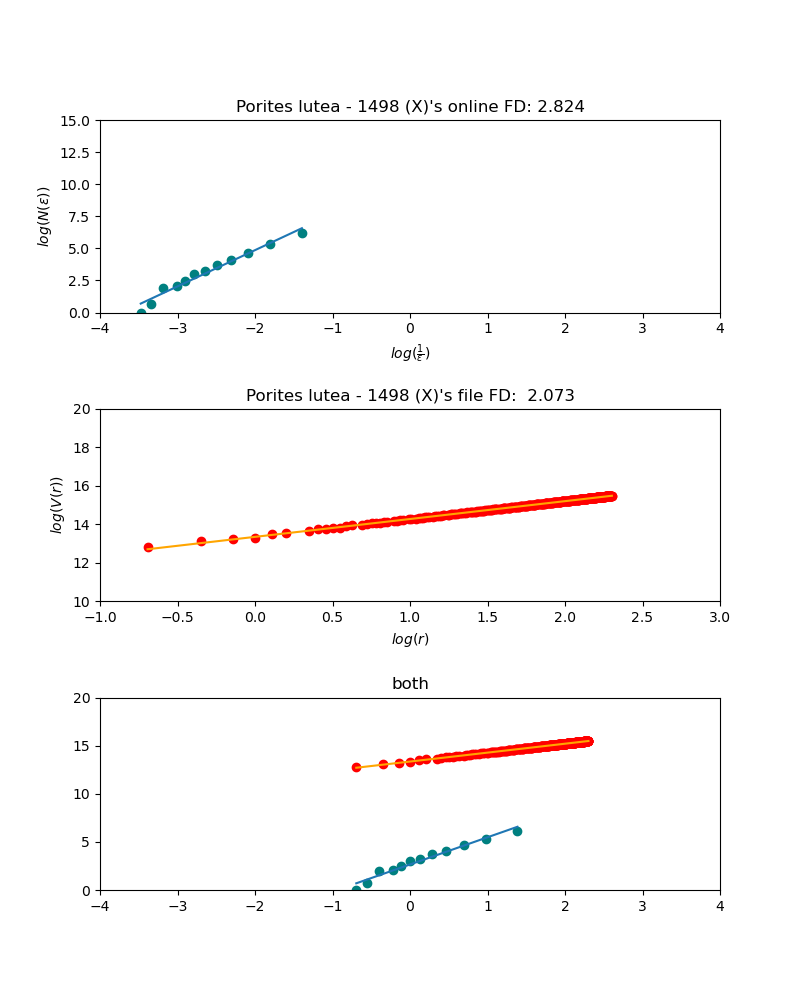 Porites lutea - 1498 (X)'s online FD: 2.824
15.0
12.5
10.0
7.5
5.0
2.5
0.0
log(N(ε))
−4 −3 −2 −1 0 1 2 3 4
log(1/ε)
Porites lutea - 1498 (X)'s file FD: 2.073
20
18
16
14
12
10
log(V(r))
−1.0 −0.5 0.0 0.5 1.0 1.5 2.0 2.5 3.0
log(r)
both
20
15
10
5
0
−4 −3 −2 −1 0 1 2 3 4